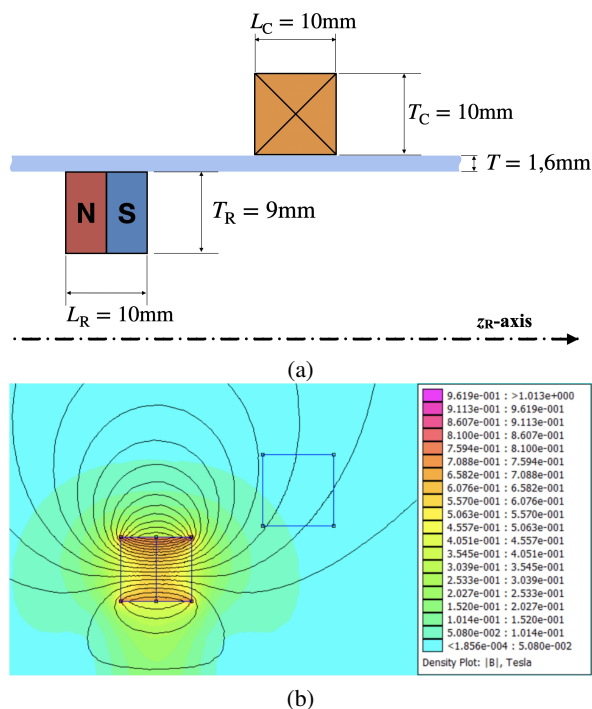 L_C = 10mm
T_C = 10mm
T = 1,6mm
N S
T_R = 9mm
L_R = 10mm
z_R-axis
(a)
9.619e-001 : >1.013e+000
9.113e-001 : 9.619e-001
8.607e-001 : 9.113e-001
8.100e-001 : 8.607e-001
7.594e-001 : 8.100e-001
7.088e-001 : 7.594e-001
6.582e-001 : 7.088e-001
6.076e-001 : 6.582e-001
5.570e-001 : 6.076e-001
5.063e-001 : 5.570e-001
4.557e-001 : 5.063e-001
4.051e-001 : 4.557e-001
3.545e-001 : 4.051e-001
3.039e-001 : 3.545e-001
2.533e-001 : 3.039e-001
2.027e-001 : 2.533e-001
1.520e-001 : 2.027e-001
1.014e-001 : 1.520e-001
5.080e-002 : 1.014e-001
<1.856e-004 : 5.080e-002
Density Plot: |B|, Tesla
(b)